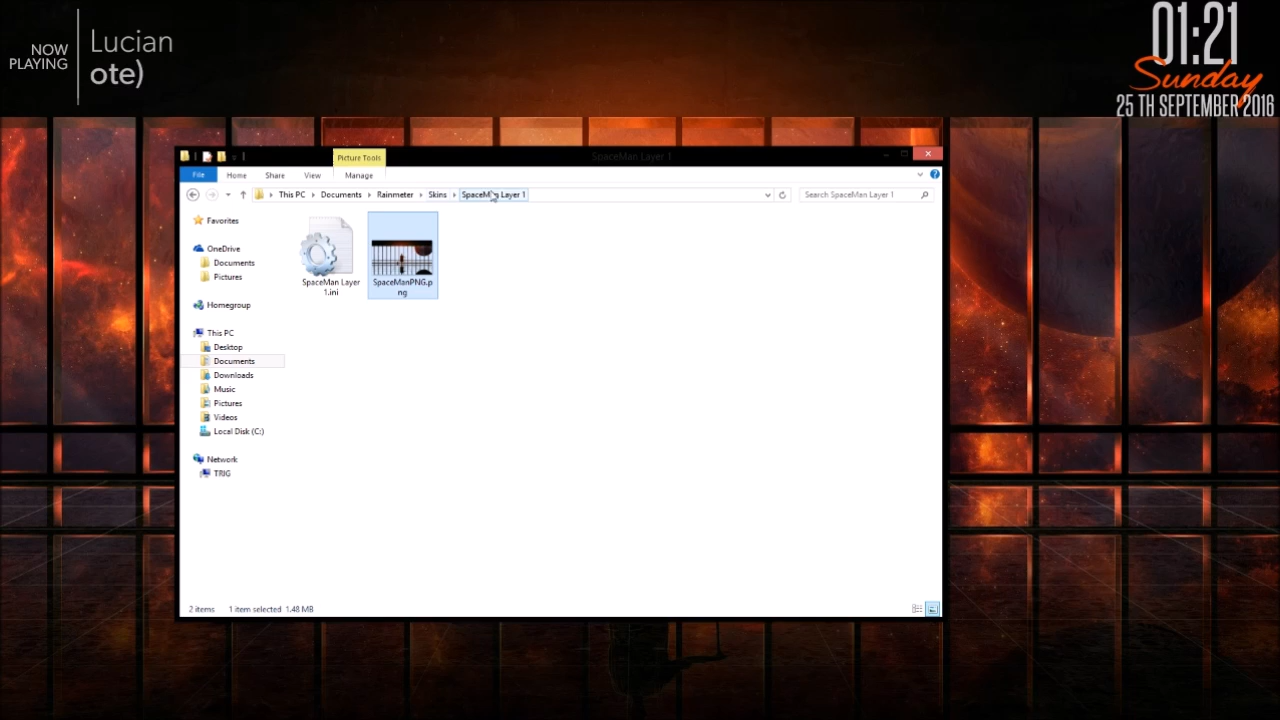 NOW
PLAYING
Lucian
ote)
01:21
Sunday
25 TH SEPTEMBER 2016
SpaceMan Layer 1
Picture Tools
File Home Share View Manage
This PC Documents Rainmeter Skins SpaceMan Layer 1
Search SpaceMan Layer 1
Favorites
OneDrive
Documents
Pictures
Homegroup
This PC
Desktop
Documents
Downloads
Music
Pictures
Videos
Local Disk (C:)
Network
TRIG
SpaceMan Layer
1.ini
SpaceManPNG.p
ng
2 items 1 item selected 1.48 MB